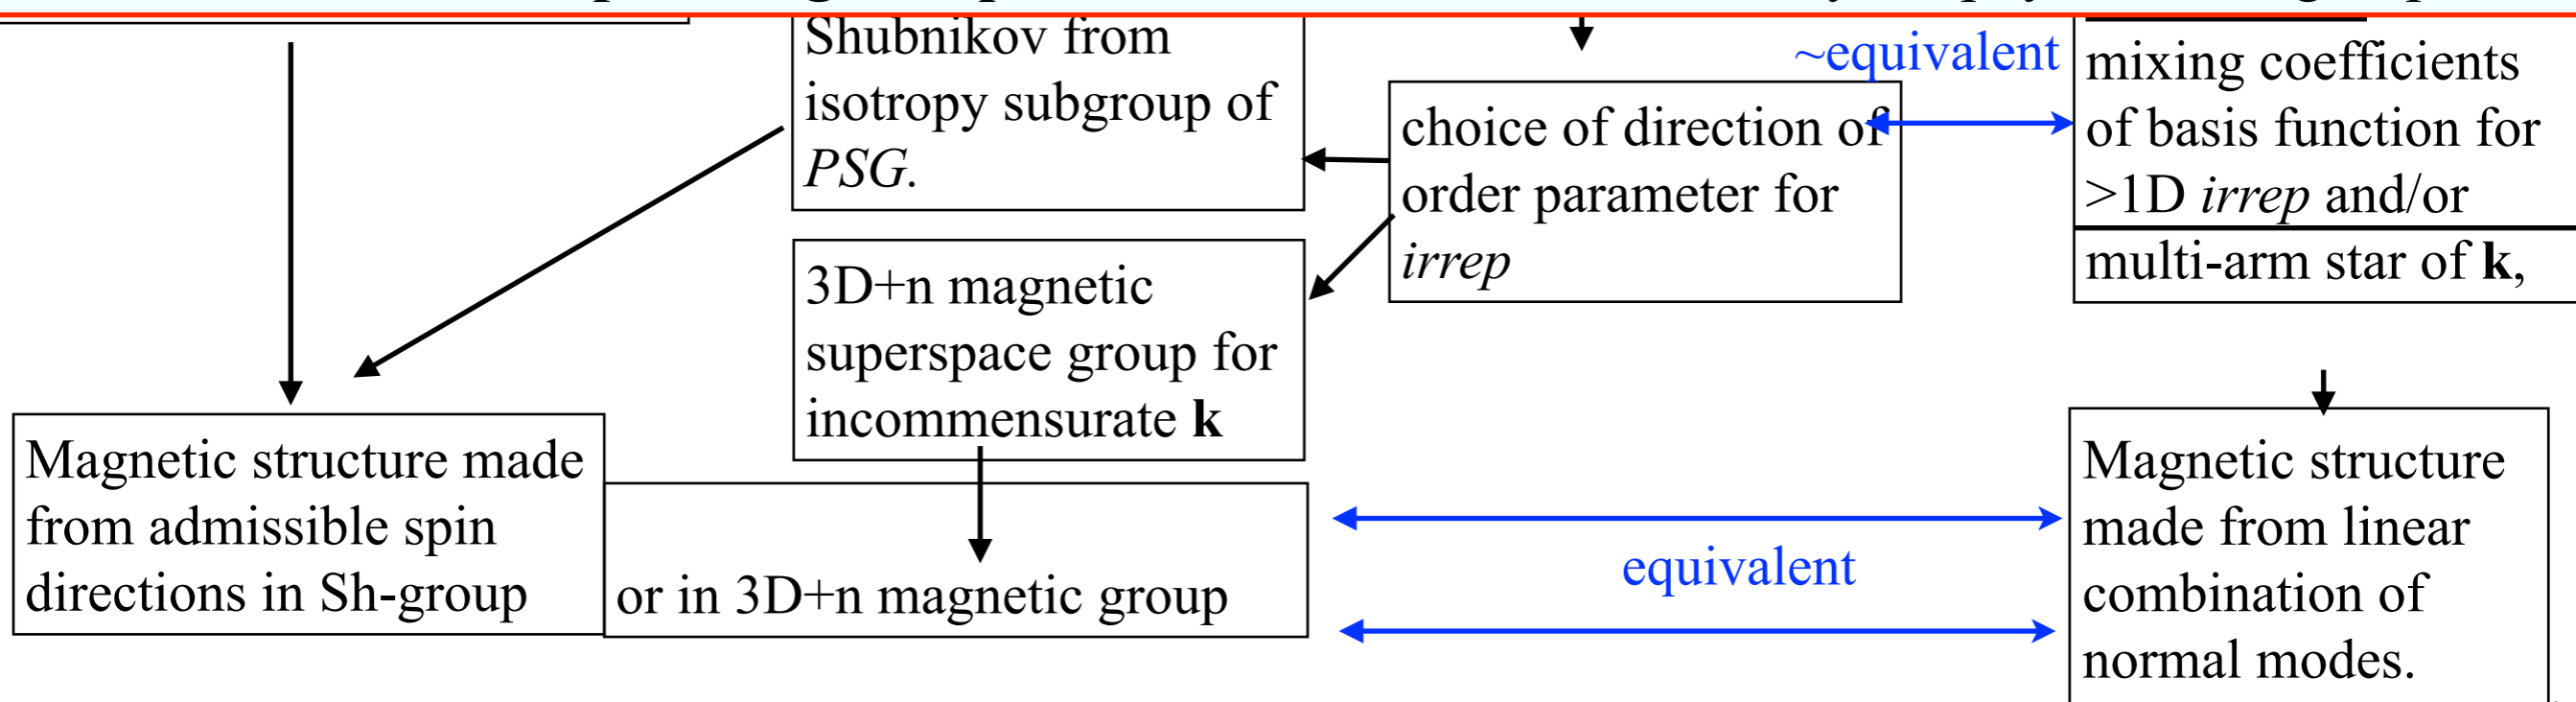 Shubnikov from
isotropy subgroup of
PSG.
~equivalent
choice of direction of
order parameter for
irrep
mixing coefficients
of basis function for
>1D irrep and/or
multi-arm star of k,
3D+n magnetic
superspace group for
incommensurate k
Magnetic structure made
from admissible spin
directions in Sh-group
or in 3D+n magnetic group
equivalent
Magnetic structure
made from linear
combination of
normal modes.